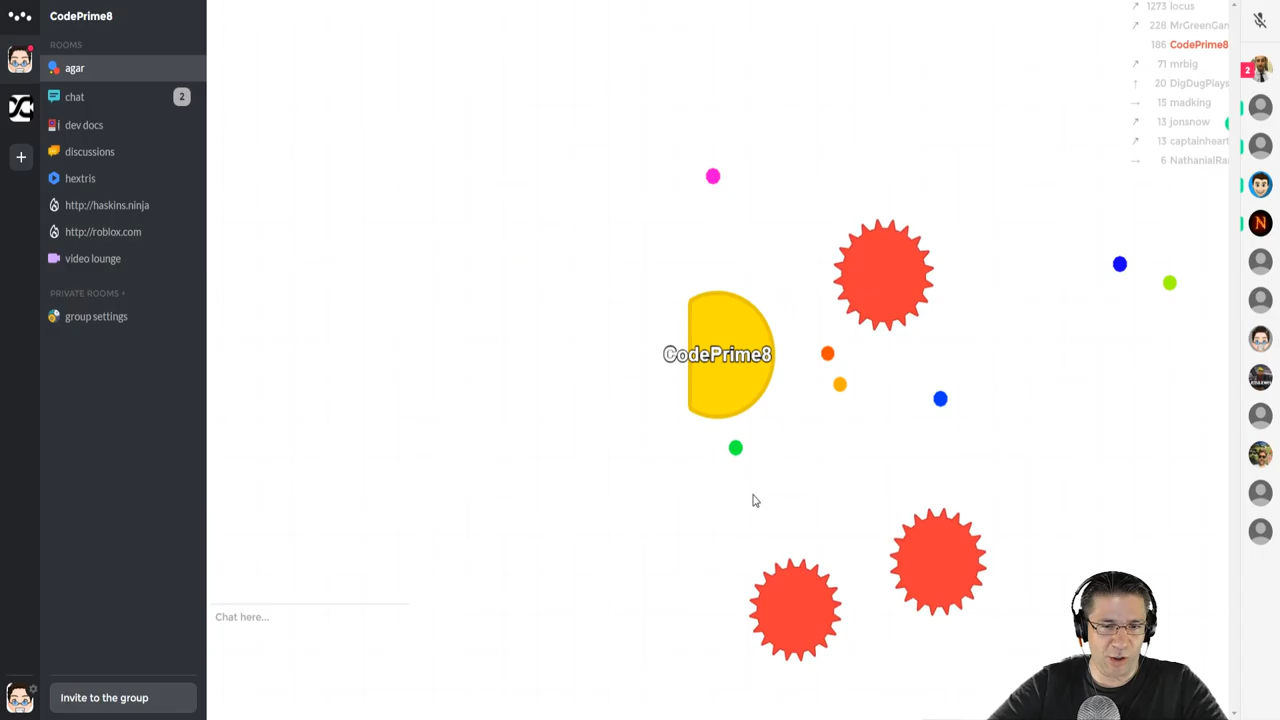 CodePrime8
ROOMS
agar
chat
2
dev docs
discussions
hextris
http://haskins.ninja
http://roblox.com
video lounge
PRIVATE ROOMS +
group settings
Invite to the group
CodePrime8
Chat here...
1273 locus
228 MrGreenGan
186 CodePrime8
71 mrbig
20 DigDugPlays
15 madking
13 jonsnow
13 captainheart
6 NathanialRa
2
N